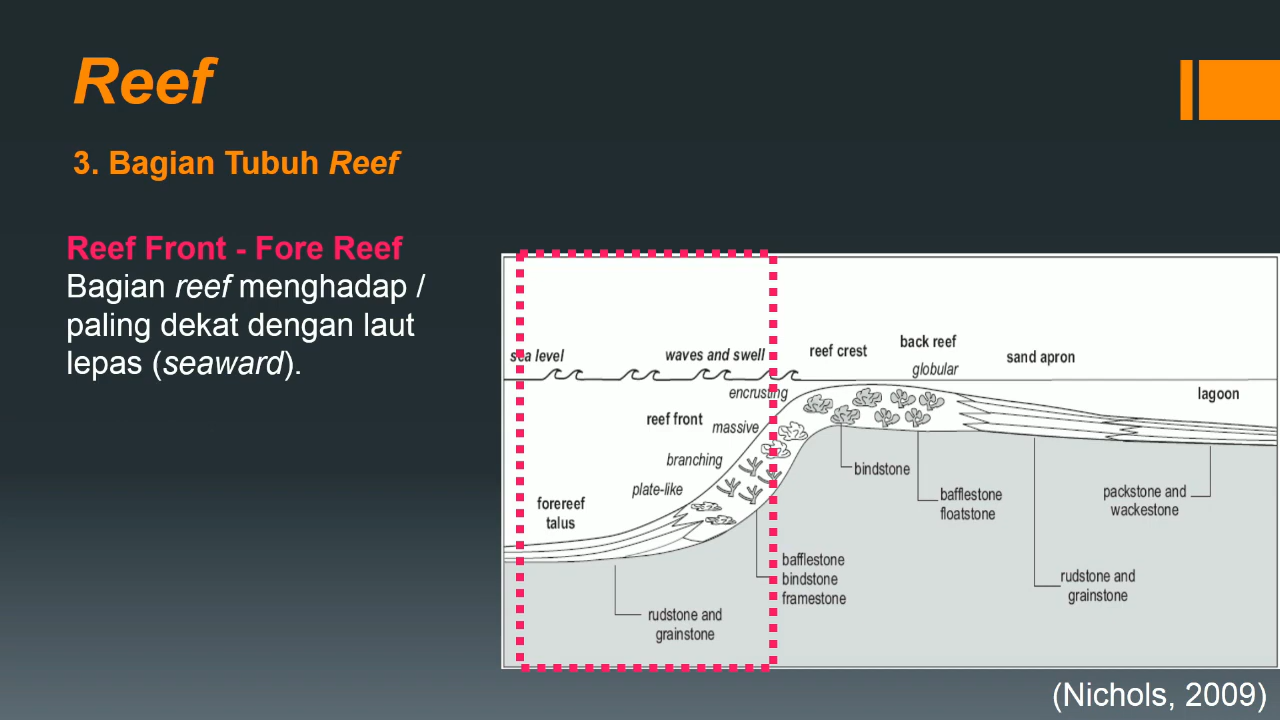 Reef
3. Bagian Tubuh Reef
Reef Front - Fore Reef
Bagian reef menghadap /
paling dekat dengan laut
lepas (seaward).
sea level
waves and swell
reef crest
back reef
globular
sand apron
lagoon
encrusting
reef front
massive
branching
plate-like
forereef
talus
bindstone
bafflestone
floatstone
packstone and
wackestone
bafflestone
bindstone
framestone
rudstone and
grainstone
rudstone and
grainstone
(Nichols, 2009)